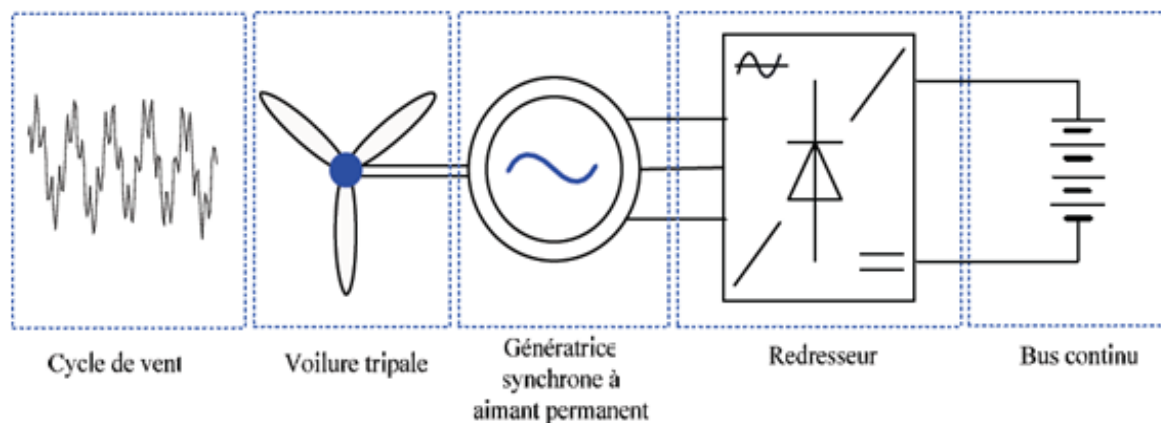 Cycle de vent
Voilure tripale
Génératrice
synchrone à
aimant permanent
Redresseur
Bus continu